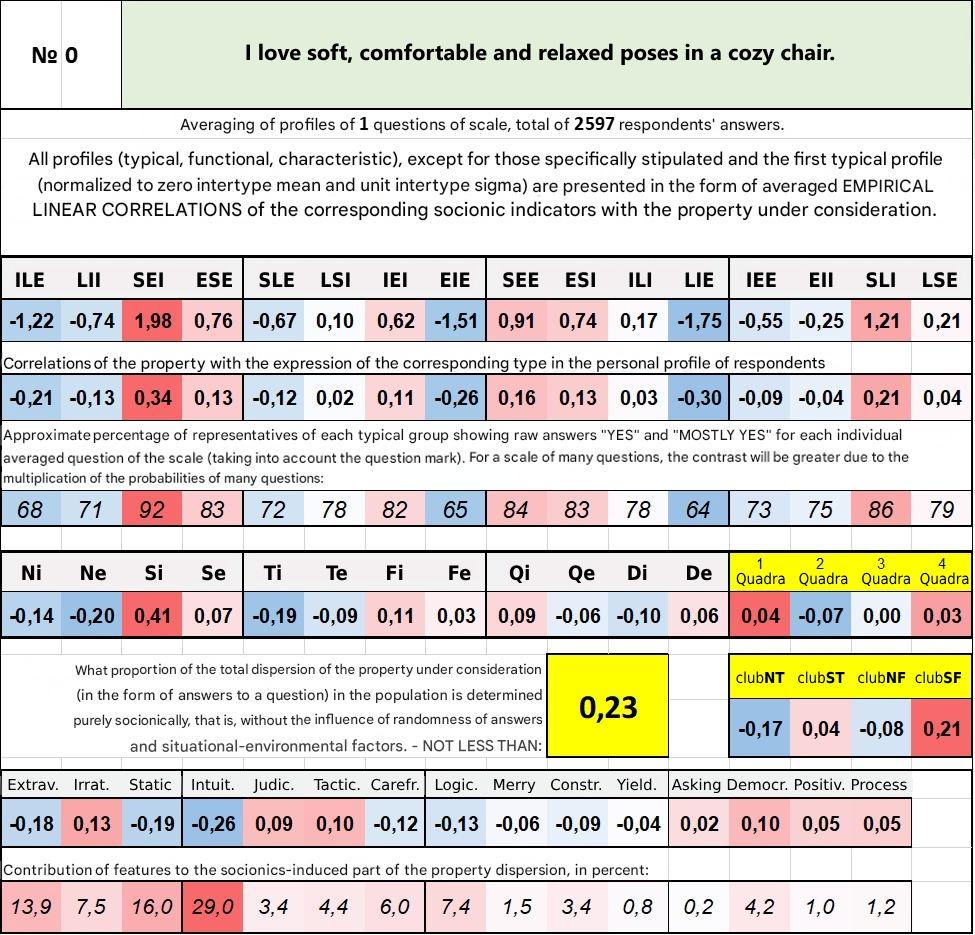 № 0
I love soft, comfortable and relaxed poses in a cozy chair.
Averaging of profiles of 1 questions of scale, total of 2597 respondents' answers.
All profiles (typical, functional, characteristic), except for those specifically stipulated and the first typical profile
(normalized to zero intertype mean and unit intertype sigma) are presented in the form of averaged EMPIRICAL
LINEAR CORRELATIONS of the corresponding socionic indicators with the property under consideration.
ILE LII SEI ESE SLE LSI IEI EIE SEE ESI ILI LIE IEE EII SLI LSE
-1,22 -0,74 1,98 0,76 -0,67 0,10 0,62 -1,51 0,91 0,74 0,17 -1,75 -0,55 -0,25 1,21 0,21
Correlations of the property with the expression of the corresponding type in the personal profile of respondents
-0,21 -0,13 0,34 0,13 -0,12 0,02 0,11 -0,26 0,16 0,13 0,03 -0,30 -0,09 -0,04 0,21 0,04
Approximate percentage of representatives of each typical group showing raw answers "YES" and "MOSTLY YES" for each individual
averaged question of the scale (taking into account the question mark). For a scale of many questions, the contrast will be greater due to the
multiplication of the probabilities of many questions:
68 71 92 83 72 78 82 65 84 83 78 64 73 75 86 79
Ni Ne Si Se Ti Te Fi Fe Qi Qe Di De 1 2 3 4
Quadra Quadra Quadra Quadra
-0,14 -0,20 0,41 0,07 -0,19 -0,09 0,11 0,03 0,09 -0,06 -0,10 0,06 0,04 -0,07 0,00 0,03
What proportion of the total dispersion of the property under consideration
(in the form of answers to a question) in the population is determined
purely socionically, that is, without the influence of randomness of answers
and situational-environmental factors. - NOT LESS THAN:
0,23
clubNT clubST clubNF clubSF
-0,17 0,04 -0,08 0,21
Extrav. Irrat. Static Intuit. Judic. Tactic. Carefr. Logic. Merry Constr. Yield. Asking Democr. Positiv. Process
-0,18 0,13 -0,19 -0,26 0,09 0,10 -0,12 -0,13 -0,06 -0,09 -0,04 0,02 0,10 0,05 0,05
Contribution of features to the socionics-induced part of the property dispersion, in percent:
13,9 7,5 16,0 29,0 3,4 4,4 6,0 7,4 1,5 3,4 0,8 0,2 4,2 1,0 1,2